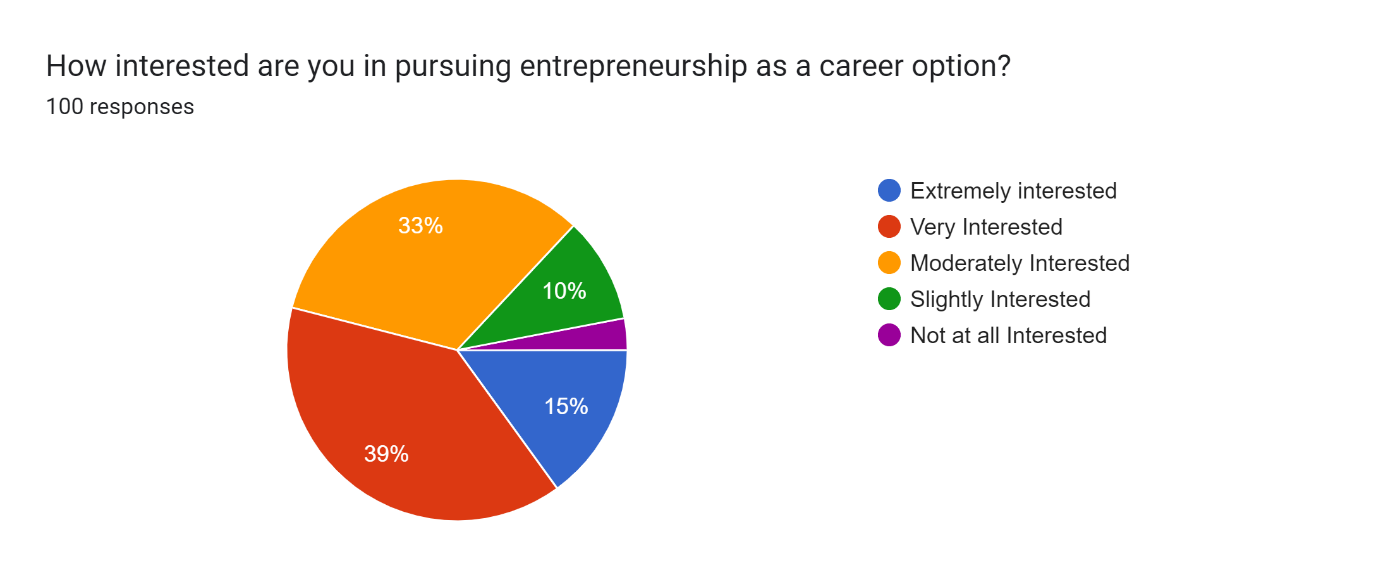 How interested are you in pursuing entrepreneurship as a career option?
100 responses
33%
10%
15%
39%
Extremely interested
Very Interested
Moderately Interested
Slightly Interested
Not at all Interested